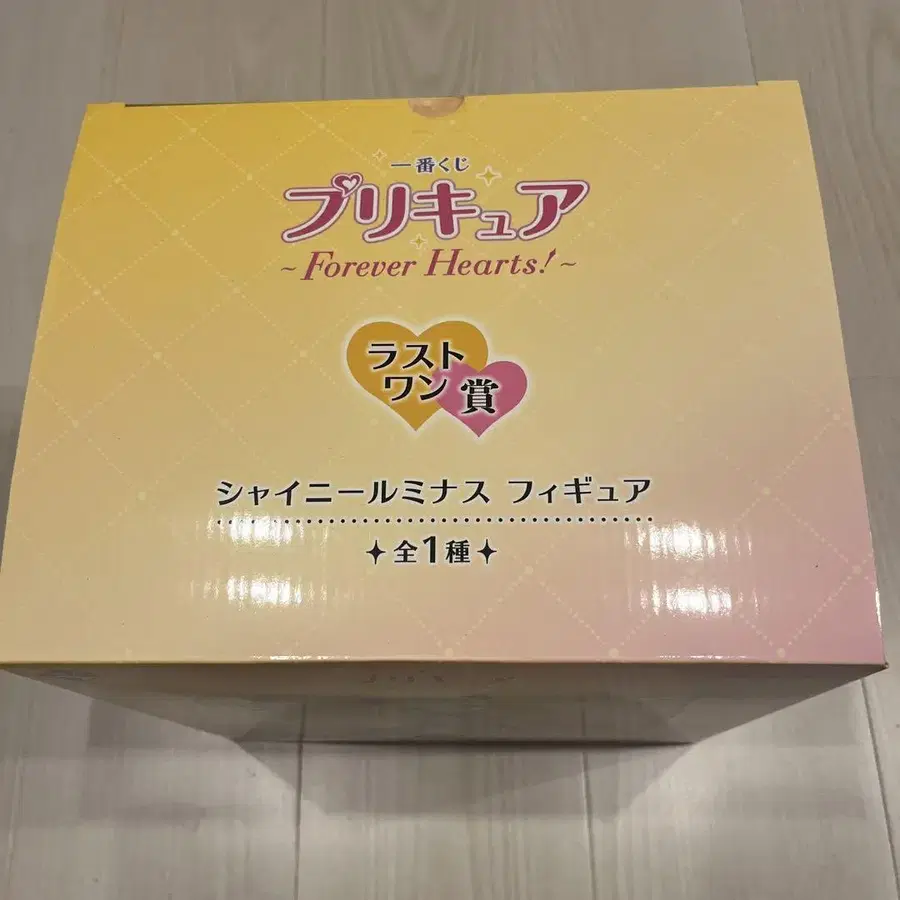 一番くじ
プリキュア
~Forever Hearts!~
ラスト
ワン賞
シャイニールミナス フィギュア
全1種